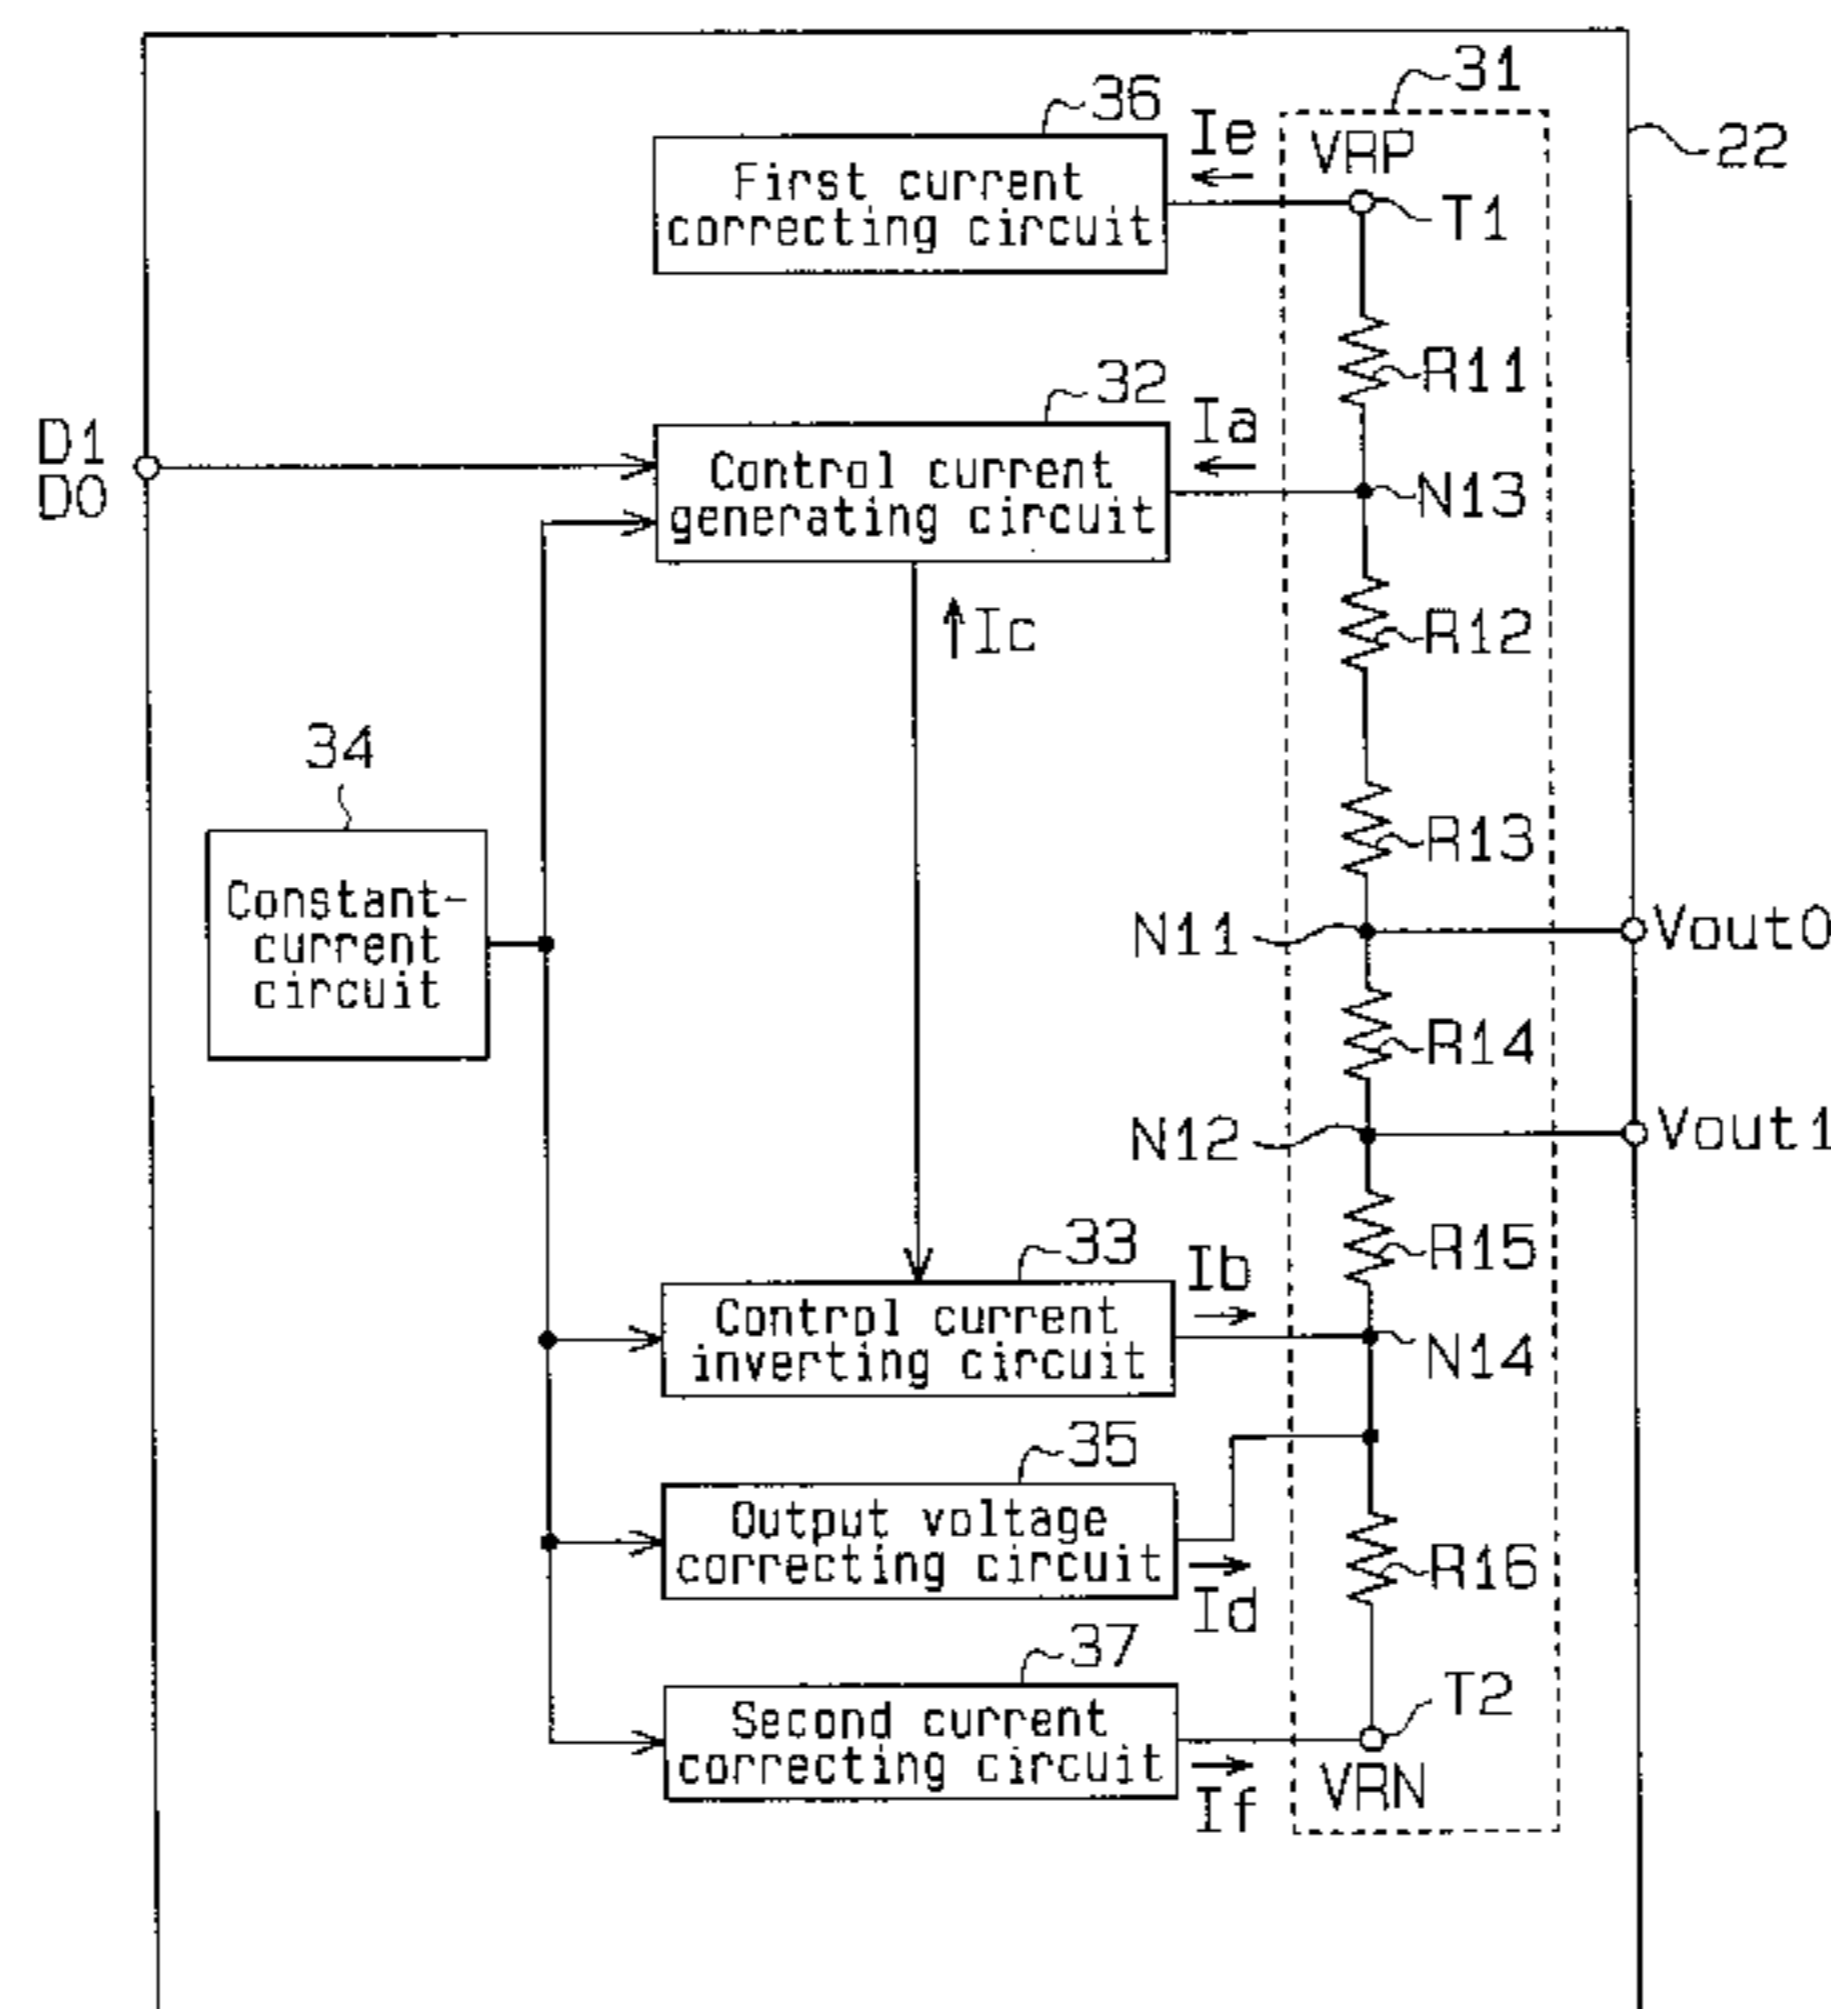 31
36
Ie
VRP
22
First current
correcting circuit
T1
R11
32
Ia
D1
D0
Control current
generating circuit
N13
Ic
R12
34
R13
Constant-
current
circuit
N11
Vout0
R14
N12
Vout1
33
Ib
R15
Control current
inverting circuit
N14
35
Output voltage
correcting circuit
R16
Id
37
T2
Second current
correcting circuit
VRN
If